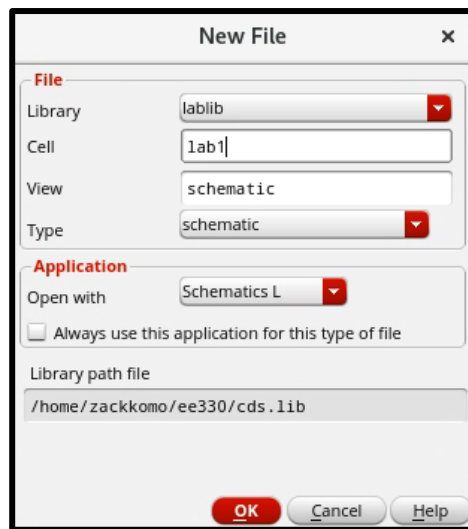 New File
File
Library lablib
Cell lab1
View schematic
Type schematic
Application
Open with Schematics L
Always use this application for this type of file
Library path file
/home/zackkomo/ee330/cds.lib
OK Cancel Help